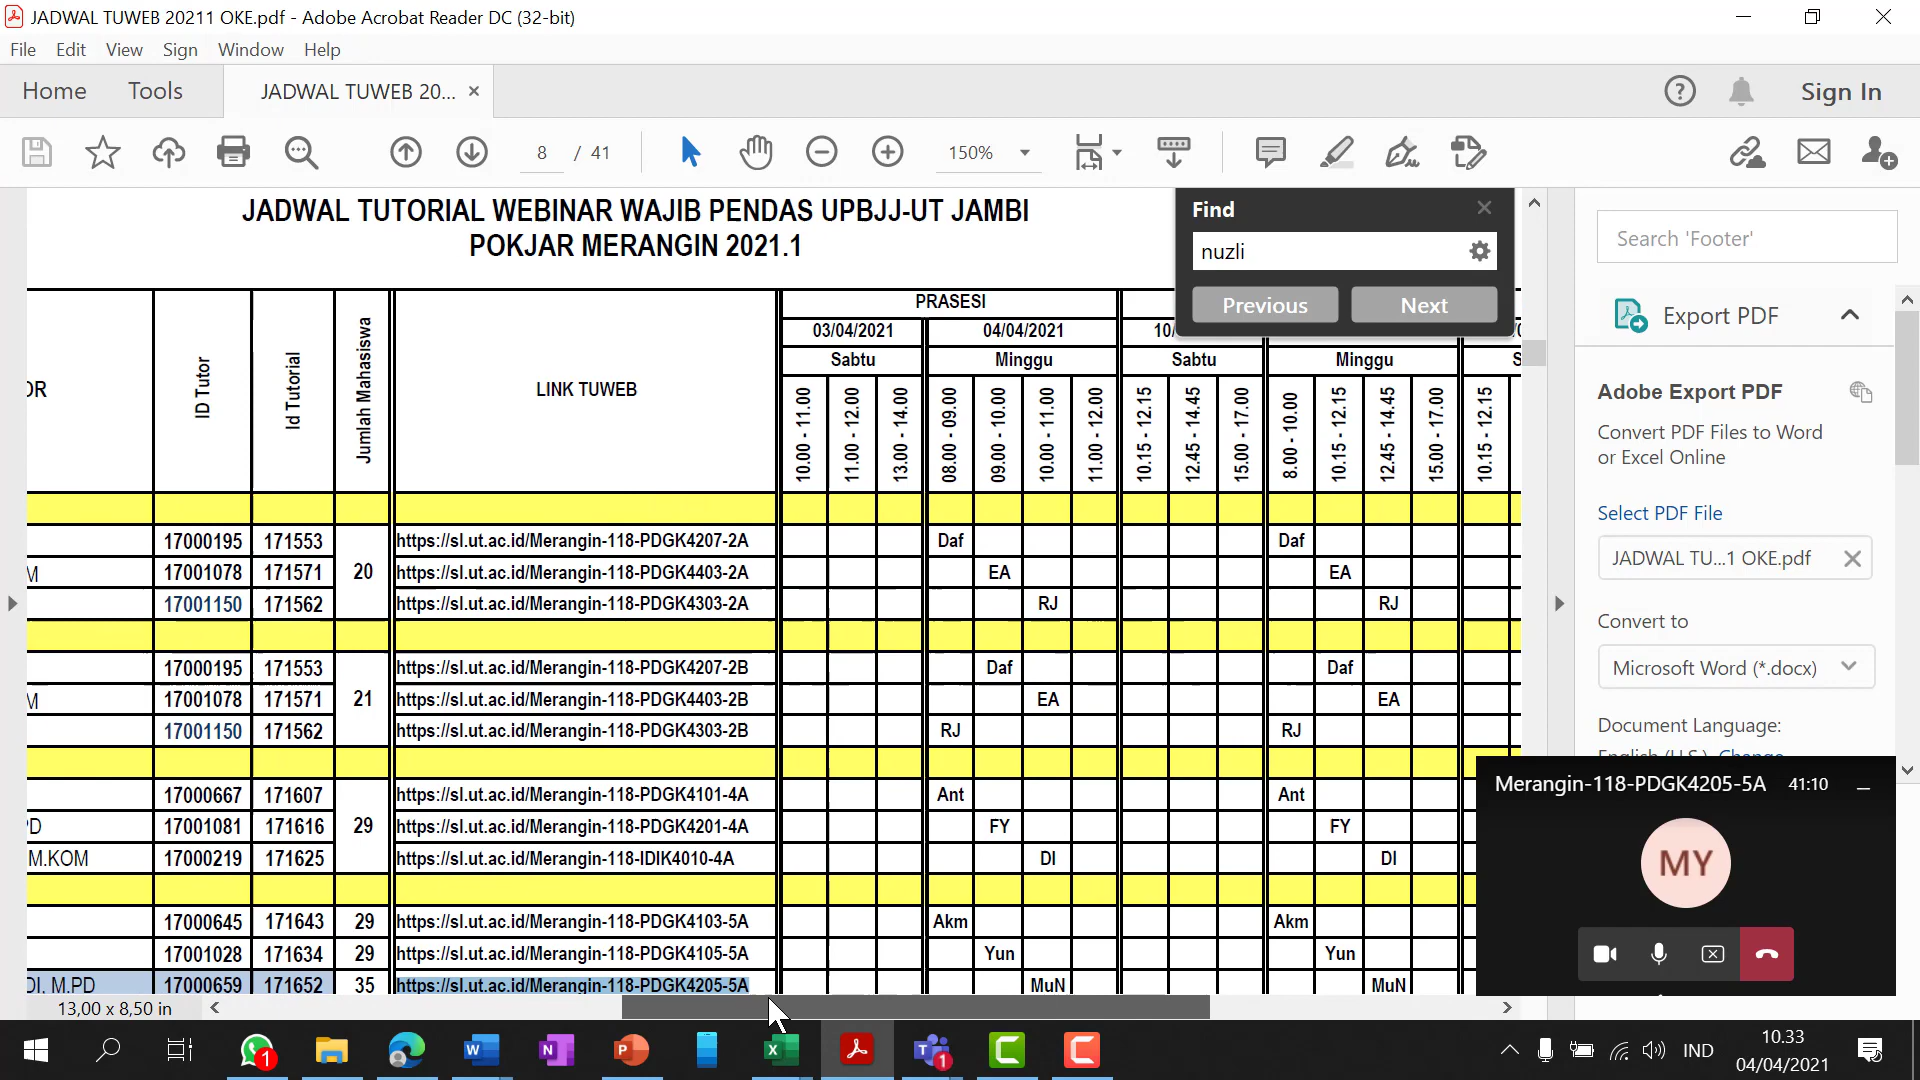 JADWAL TUWEB 20211 OKE.pdf - Adobe Acrobat Reader DC (32-bit)
File Edit View Sign Window Help
Home Tools JADWAL TUWEB 20... Sign In
8 / 41 150%
JADWAL TUTORIAL WEBINAR WAJIB PENDAS UPBJJ-UT JAMBI
POKJAR MERANGIN 2021.1
Find
nuzli
Previous Next
OR ID Tutor Id Tutorial Jumlah Mahasiswa LINK TUWEB PRASESI
03/04/2021 04/04/2021 10/
Sabtu Minggu Sabtu Minggu S
10.00 - 11.00 11.00 - 12.00 13.00 - 14.00 08.00 - 09.00 09.00 - 10.00 10.00 - 11.00 11.00 - 12.00 10.15 - 12.15 12.45 - 14.45 15.00 - 17.00 8.00 - 10.00 10.15 - 12.15 12.45 - 14.45 15.00 - 17.00 10.15 - 12.15
17000195 171553 https://sl.ut.ac.id/Merangin-118-PDGK4207-2A Daf Daf
M 17001078 171571 20 https://sl.ut.ac.id/Merangin-118-PDGK4403-2A EA EA
17001150 171562 https://sl.ut.ac.id/Merangin-118-PDGK4303-2A RJ RJ
17000195 171553 https://sl.ut.ac.id/Merangin-118-PDGK4207-2B Daf Daf
M 17001078 171571 21 https://sl.ut.ac.id/Merangin-118-PDGK4403-2B EA EA
17001150 171562 https://sl.ut.ac.id/Merangin-118-PDGK4303-2B RJ RJ
17000667 171607 https://sl.ut.ac.id/Merangin-118-PDGK4101-4A Ant Ant
PD 17001081 171616 29 https://sl.ut.ac.id/Merangin-118-PDGK4201-4A FY FY
M.KOM 17000219 171625 https://sl.ut.ac.id/Merangin-118-IDIK4010-4A DI DI
17000645 171643 29 https://sl.ut.ac.id/Merangin-118-PDGK4103-5A Akm Akm
17001028 171634 29 https://sl.ut.ac.id/Merangin-118-PDGK4105-5A Yun Yun
DI, M.PD 17000659 171652 35 https://sl.ut.ac.id/Merangin-118-PDGK4205-5A MuN MuN
13,00 x 8,50 in
Search 'Footer'
Export PDF
Adobe Export PDF
Convert PDF Files to Word
or Excel Online
Select PDF File
JADWAL TU...1 OKE.pdf
Convert to
Microsoft Word (*.docx)
Document Language:
English (U.S.) Change
Merangin-118-PDGK4205-5A 41:10
MY
1
1
IND
10.33
04/04/2021